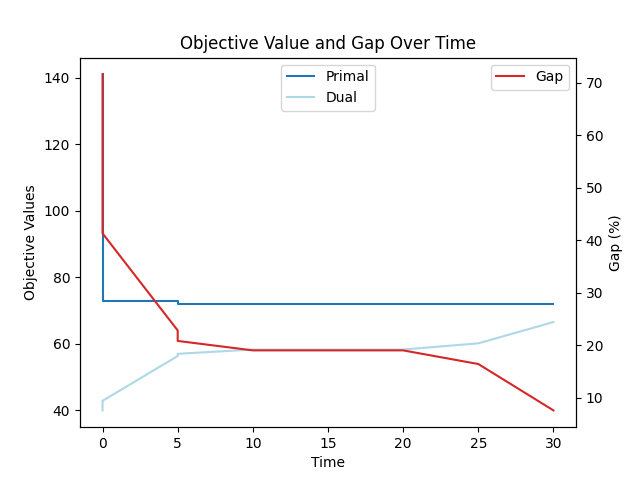 Objective Value and Gap Over Time
Primal
Dual
Gap
Objective Values
140
120
100
80
60
40
70
60
50
40
30
20
10
Gap (%)
0
5
10
15
20
25
30
Time